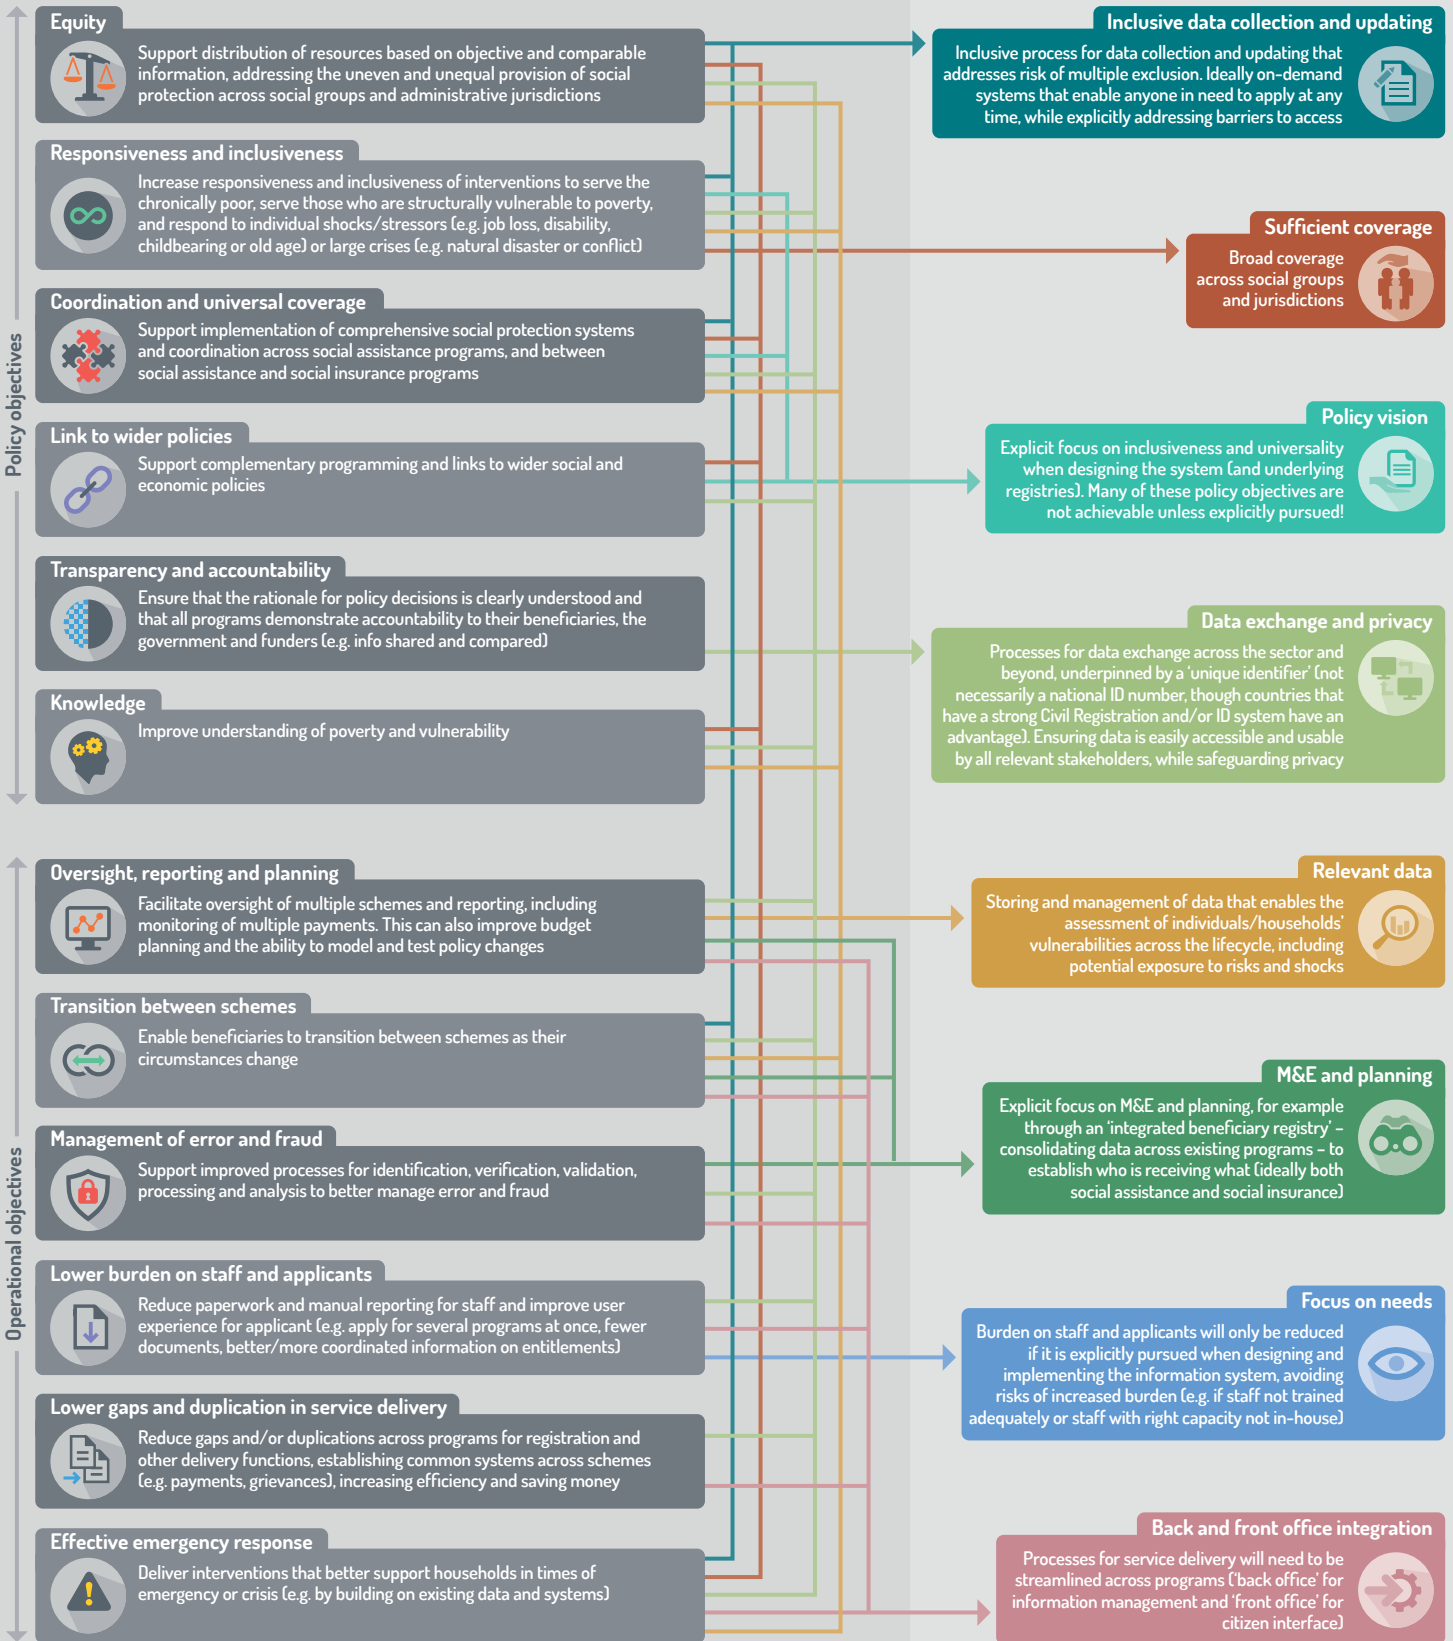 Policy objectives
Equity
Support distribution of resources based on objective and comparable
information, addressing the uneven and unequal provision of social
protection across social groups and administrative jurisdictions
Responsiveness and inclusiveness
Increase responsiveness and inclusiveness of interventions to serve the
chronically poor, serve those who are structurally vulnerable to poverty,
and respond to individual shocks/stressors (e.g. job loss, disability,
childbearing or old age) or large crises (e.g. natural disaster or conflict)
Coordination and universal coverage
Support implementation of comprehensive social protection systems
and coordination across social assistance programs, and between
social assistance and social insurance programs
Link to wider policies
Support complementary programming and links to wider social and
economic policies
Transparency and accountability
Ensure that the rationale for policy decisions is clearly understood and
that all programs demonstrate accountability to their beneficiaries, the
government and funders (e.g. info shared and compared)
Knowledge
Improve understanding of poverty and vulnerability
Operational objectives
Oversight, reporting and planning
Facilitate oversight of multiple schemes and reporting, including
monitoring of multiple payments. This can also improve budget
planning and the ability to model and test policy changes
Transition between schemes
Enable beneficiaries to transition between schemes as their
circumstances change
Management of error and fraud
Support improved processes for identification, verification, validation,
processing and analysis to better manage error and fraud
Lower burden on staff and applicants
Reduce paperwork and manual reporting for staff and improve user
experience for applicant (e.g. apply for several programs at once, fewer
documents, better/more coordinated information on entitlements)
Lower gaps and duplication in service delivery
Reduce gaps and/or duplications across programs for registration and
other delivery functions, establishing common systems across schemes
(e.g. payments, grievances), increasing efficiency and saving money
Effective emergency response
Deliver interventions that better support households in times of
emergency or crisis (e.g. by building on existing data and systems)
Inclusive data collection and updating
Inclusive process for data collection and updating that
addresses risk of multiple exclusion. Ideally on-demand
systems that enable anyone in need to apply at any
time, while explicitly addressing barriers to access
Sufficient coverage
Broad coverage
across social groups
and jurisdictions
Policy vision
Explicit focus on inclusiveness and universality
when designing the system (and underlying
registries). Many of these policy objectives are
not achievable unless explicitly pursued!
Data exchange and privacy
Processes for data exchange across the sector and
beyond, underpinned by a ‘unique identifier’ (not
necessarily a national ID number, though countries that
have a strong Civil Registration and/or ID system have an
advantage). Ensuring data is easily accessible and usable
by all relevant stakeholders, while safeguarding privacy
Relevant data
Storing and management of data that enables the
assessment of individuals/households’
vulnerabilities across the lifecycle, including
potential exposure to risks and shocks
M&E and planning
Explicit focus on M&E and planning, for example
through an ‘integrated beneficiary registry’ –
consolidating data across existing programs – to
establish who is receiving what (ideally both
social assistance and social insurance)
Focus on needs
Burden on staff and applicants will only be reduced
if it is explicitly pursued when designing and
implementing the information system, avoiding
risks of increased burden (e.g. if staff not trained
adequately or staff with right capacity not in-house)
Back and front office integration
Processes for service delivery will need to be
streamlined across programs (‘back office’ for
information management and ‘front office’ for
citizen interface)